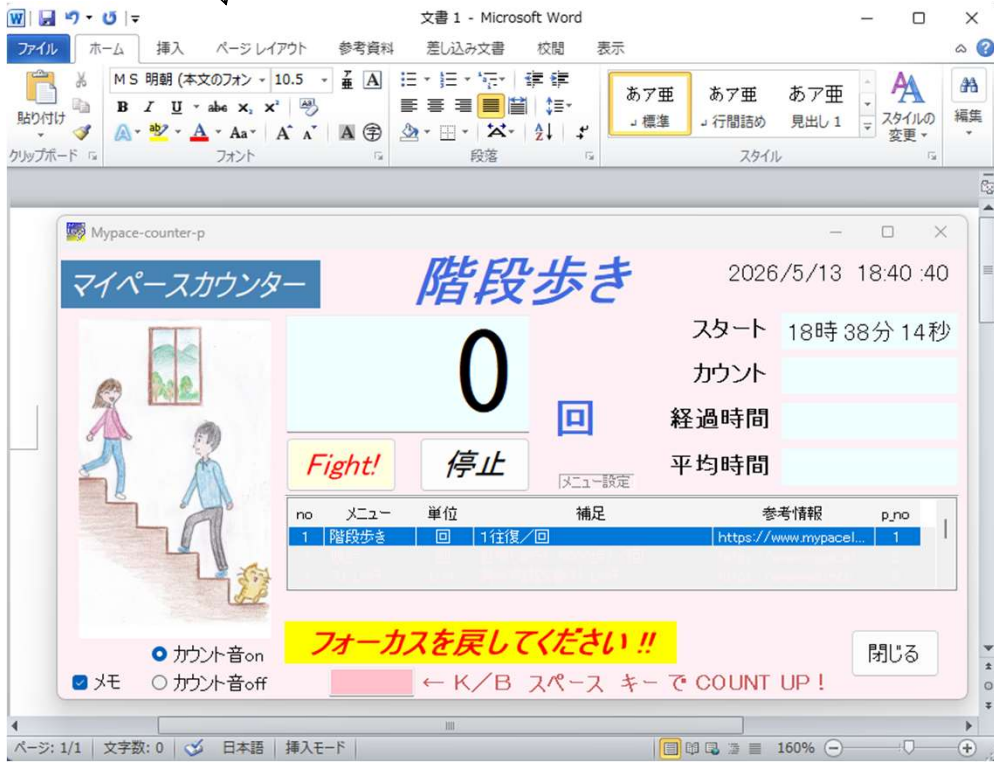 文書 1 - Microsoft Word
ファイル ホーム 挿入 ページ レイアウト 参考資料 差し込み文書 校閲 表示
貼り付け
ＭＳ 明朝 (本文のフォン 10.5
B I U abc x₂ x²
Aa A A A 字
あア亜 あア亜 あア亜
標準 行間詰め 見出し 1
スタイルの変更
編集
クリップボード フォント 段落 スタイル
Mypace-counter-p
マイペースカウンター
階段歩き
2026/5/13 18:40 :40
0
回
スタート 18時 38分 14秒
カウント
経過時間
平均時間
Fight!
停止
メニュー設定
no メニュー 単位 補足 参考情報 p_no
1 階段歩き 回 1往復／回 https://www.mypacel... 1
フォーカスを戻してください !!
閉じる
カウント音on
メモ カウント音off
← K／B スペース キー で COUNT UP！
ページ: 1/1 文字数: 0 日本語 挿入モード 160%